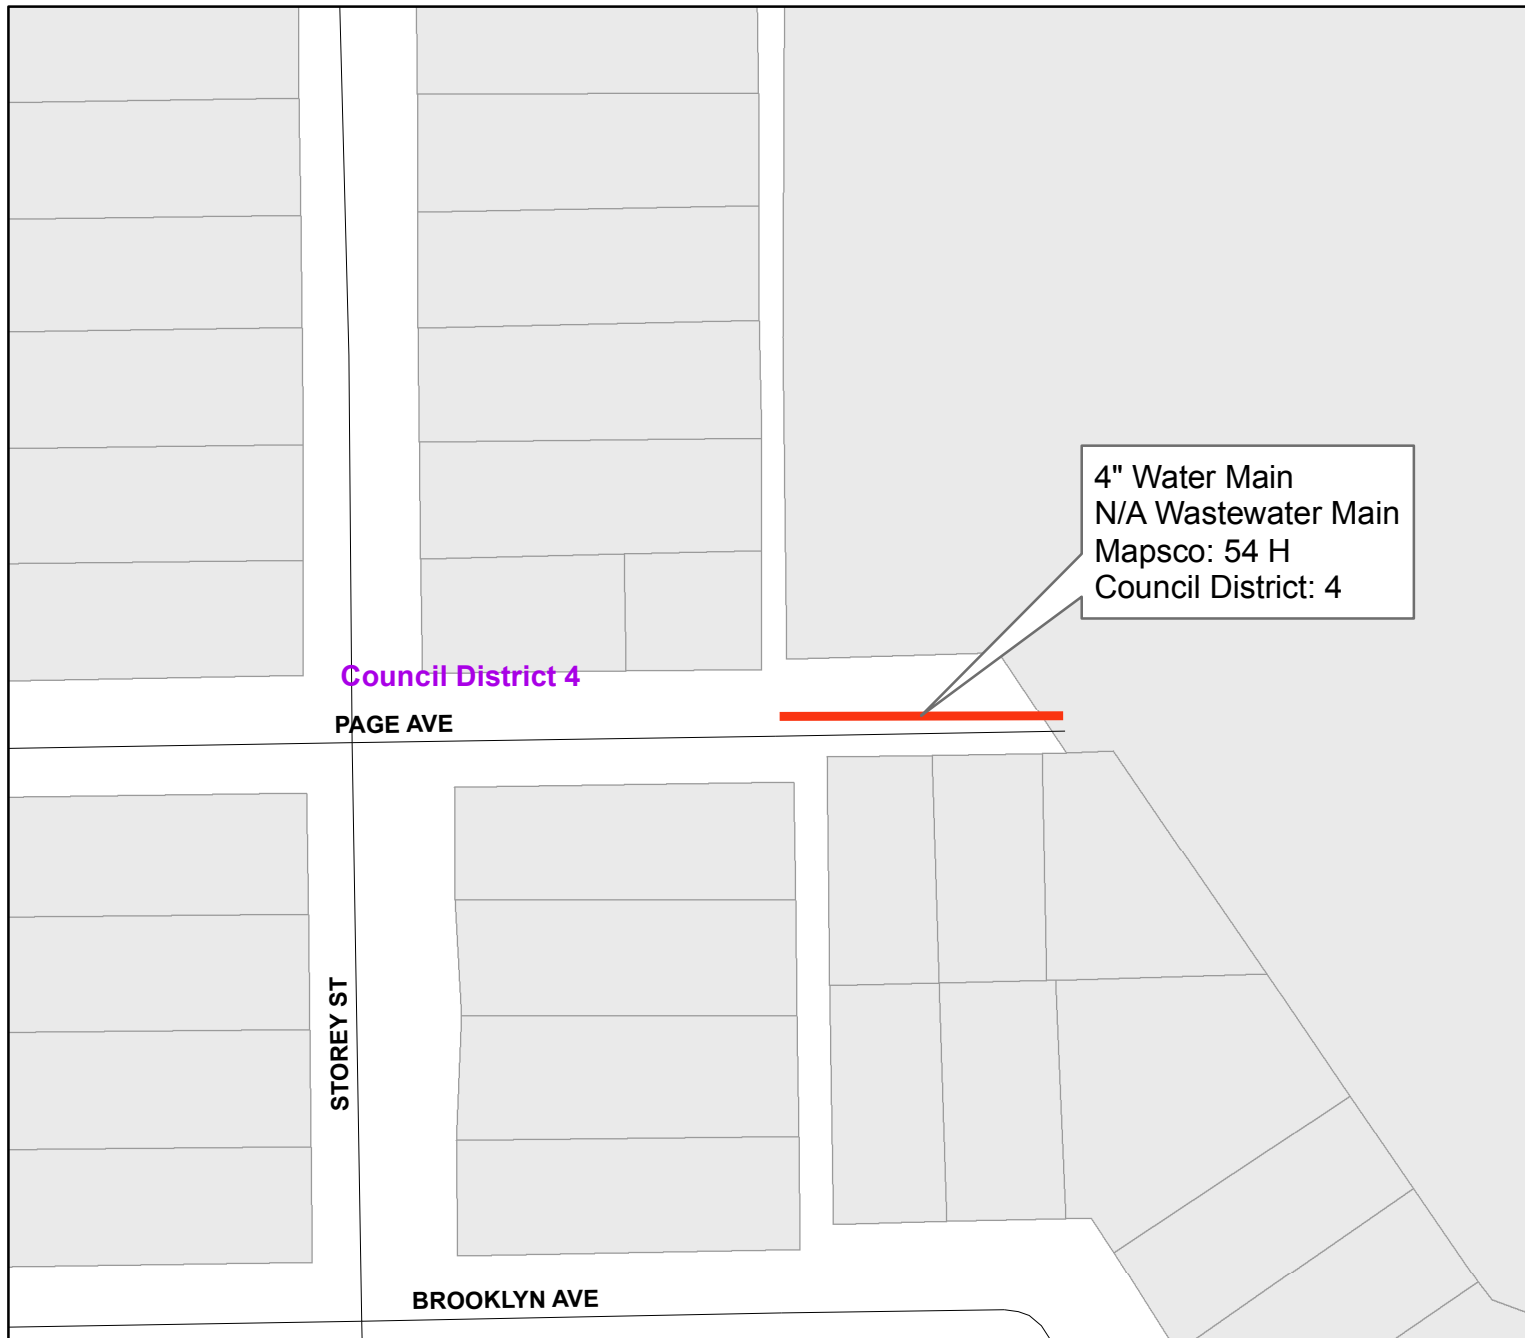 4" Water Main
N/A Wastewater Main
Mapsco: 54 H
Council District: 4
Council District 4
PAGE AVE
STOREY ST
BROOKLYN AVE